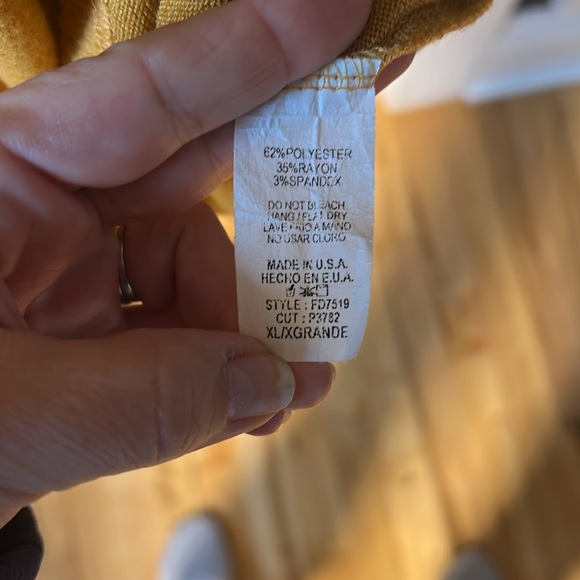 62%POLYESTER
35%RAYON
3%SPANDEX
DO NOT BLEACH
HANG/FLAT DRY
LAVE FRIO A MANO
NO USAR CLORO
MADE IN U.S.A.
HECHO EN E.U.A.
STYLE : FD7519
CUT : P3782
XL/XGRANDE